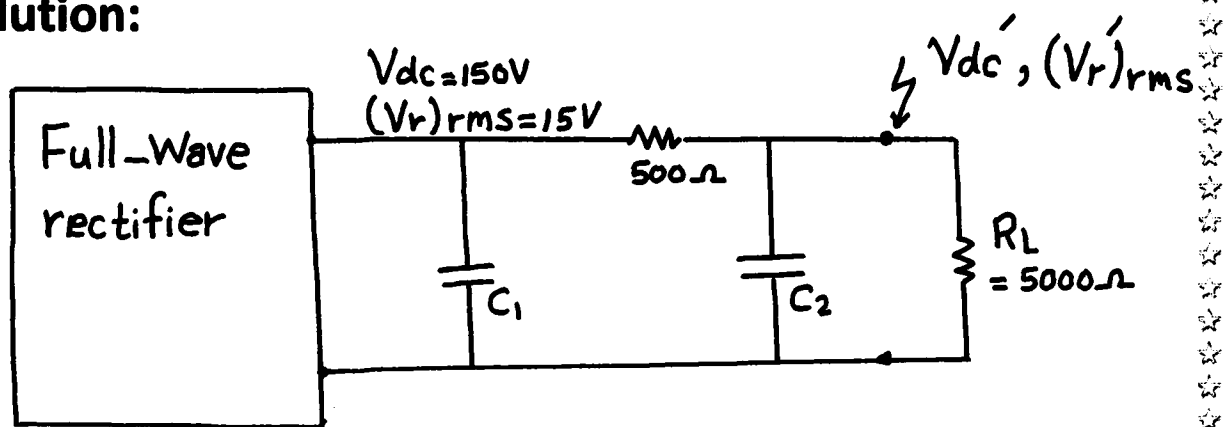 lution:
Vdc=150V
(Vr)rms=15V
Vdc′, (Vr′)rms
Full-Wave
rectifier
500Ω
C1
C2
RL
= 5000Ω